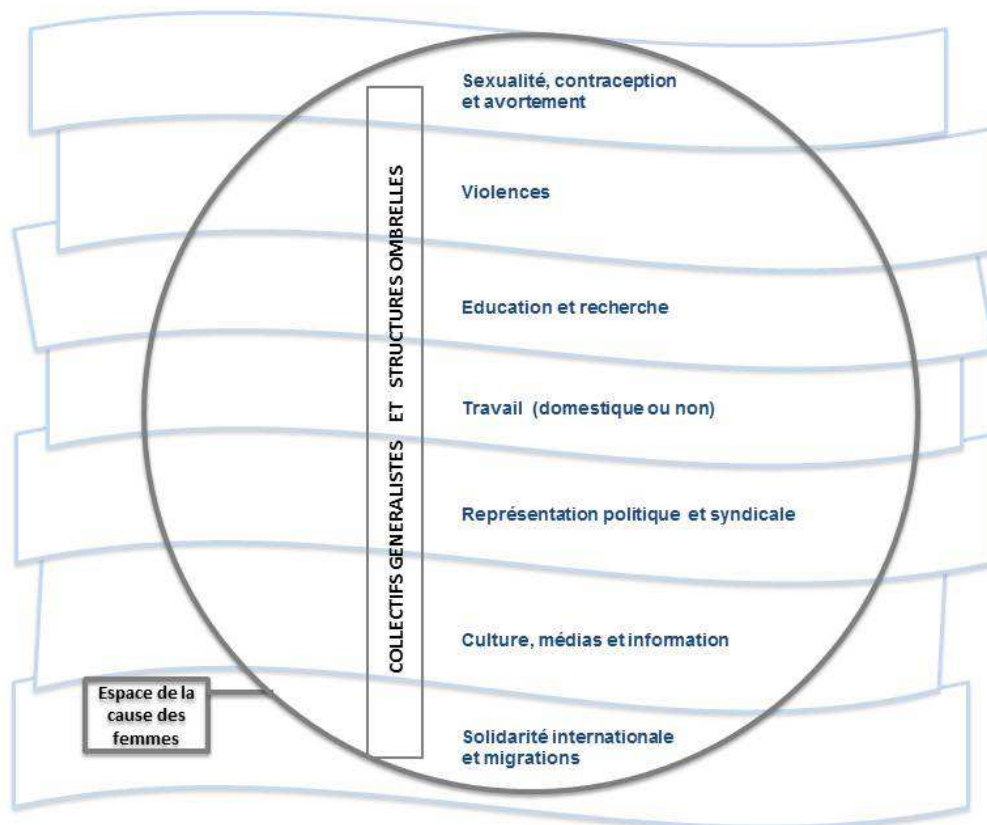 Sexualité, contraception
et avortement
Violences
Education et recherche
Travail (domestique ou non)
Représentation politique et syndicale
Culture, médias et information
Solidarité internationale
et migrations
COLLECTIFS GENERALISTES ET STRUCTURES OMBRELLES
Espace de la
cause des
femmes